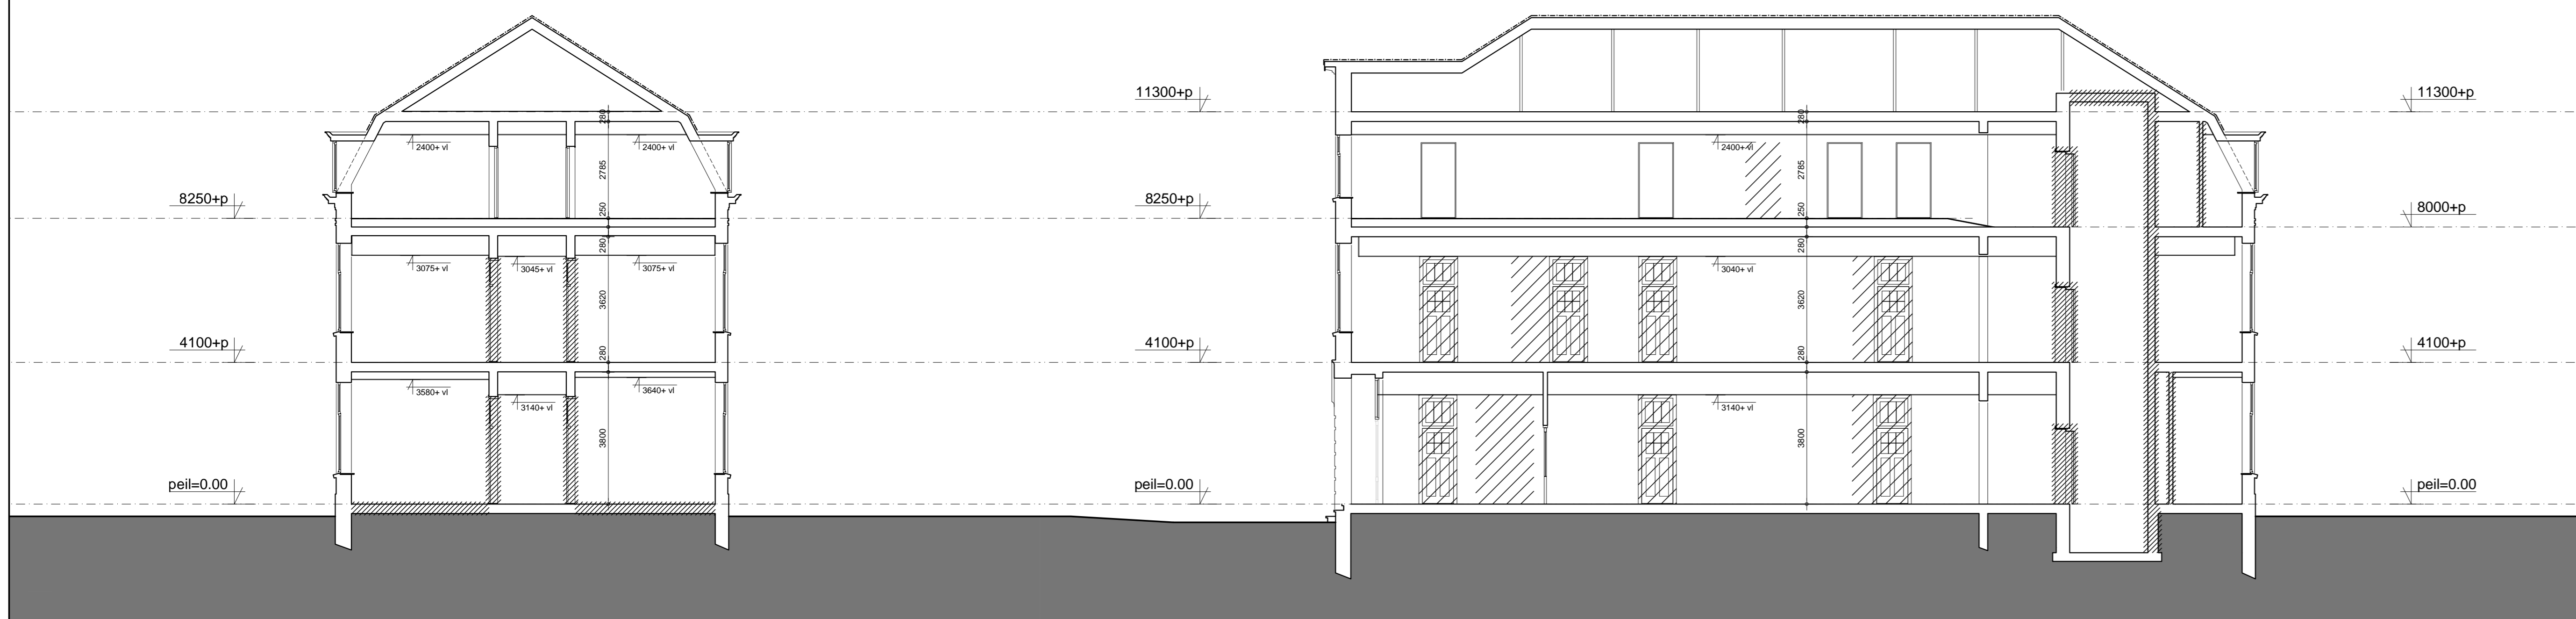 11300+p
11300+p
280
280
2400+ vl
2400+ vl
2400+ vl
2785
2785
8250+p
8250+p
8000+p
250
250
280
280
3075+ vl
3045+ vl
3075+ vl
3040+ vl
3620
3620
4100+p
4100+p
4100+p
280
280
3580+ vl
3140+ vl
3640+ vl
3140+ vl
3800
3800
peil=0.00
peil=0.00
peil=0.00